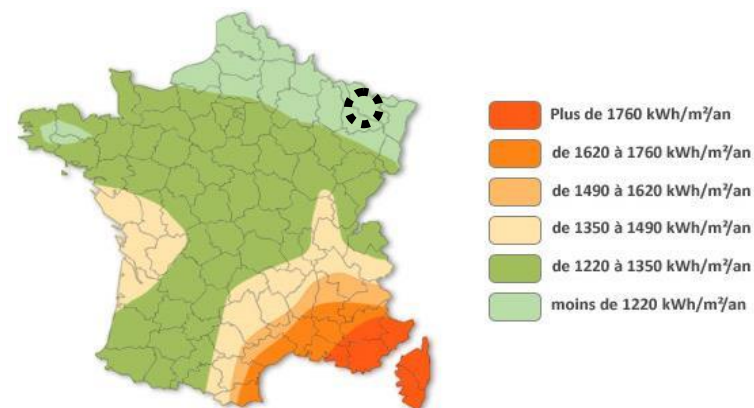 Plus de 1760 kWh/m²/an
de 1620 à 1760 kWh/m²/an
de 1490 à 1620 kWh/m²/an
de 1350 à 1490 kWh/m²/an
de 1220 à 1350 kWh/m²/an
moins de 1220 kWh/m²/an